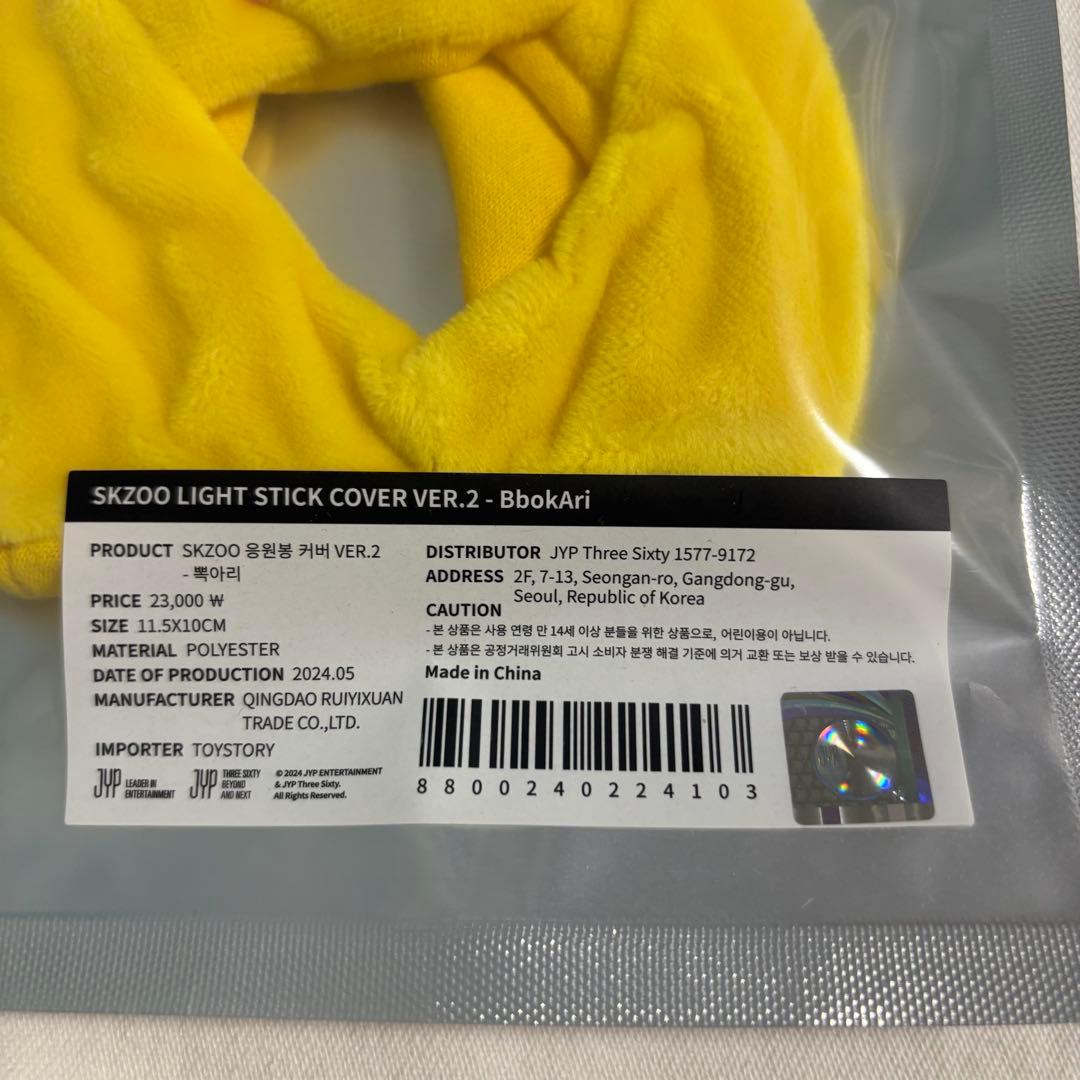 SKZOO LIGHT STICK COVER VER.2 - BbokAri
PRODUCT SKZOO 응원봉 커버 VER.2
- 뽁아리
PRICE 23,000 ₩
SIZE 11.5X10CM
MATERIAL POLYESTER
DATE OF PRODUCTION 2024.05
MANUFACTURER QINGDAO RUIYIXUAN
TRADE CO.,LTD.
IMPORTER TOYSTORY
JYP LEADER IN
ENTERTAINMENT
JYP THREE SIXTY
BEYOND
AND NEXT
© 2024 JYP ENTERTAINMENT
& JYP Three Sixty.
All Rights Reserved.
DISTRIBUTOR JYP Three Sixty 1577-9172
ADDRESS 2F, 7-13, Seongan-ro, Gangdong-gu,
Seoul, Republic of Korea
CAUTION
- 본 상품은 사용 연령 만 14세 이상 분들을 위한 상품으로, 어린이용이 아닙니다.
- 본 상품은 공정거래위원회 고시 소비자 분쟁 해결 기준에 의거 교환 또는 보상 받을 수 있습니다.
Made in China
8800240224103